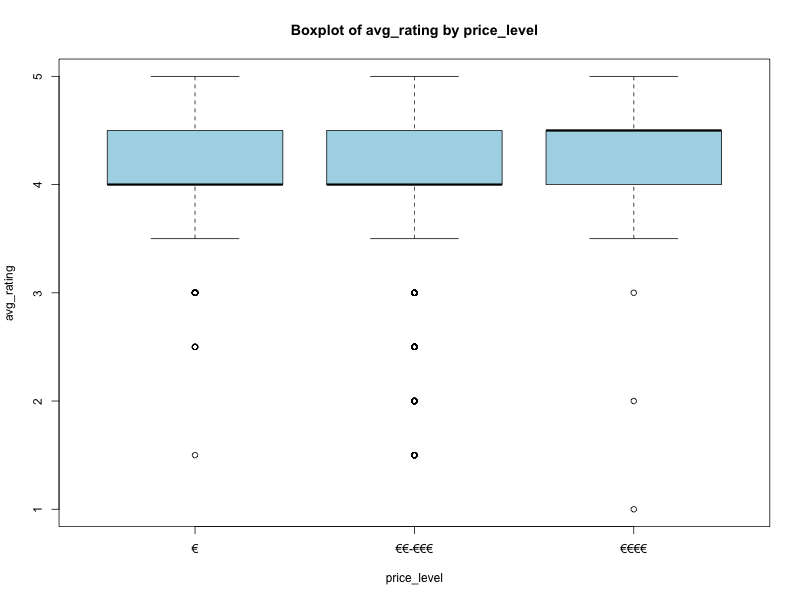 Boxplot of avg_rating by price_level
avg_rating
5
4
3
2
1
€
€€-€€€
€€€€
price_level